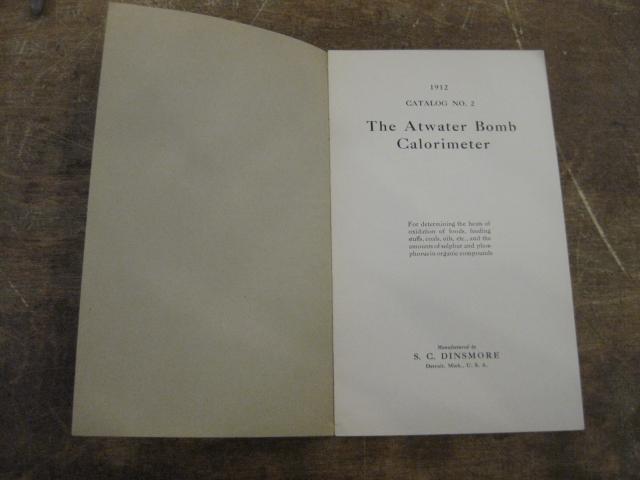 1912
CATALOG NO. 2
The Atwater Bomb
Calorimeter
For determining the heats of
oxidation of foods, feeding
stuffs, coals, oils, etc., and the
amounts of sulphur and phos-
phorus in organic compounds
Manufactured by
S. C. DINSMORE
Detroit, Mich., U. S. A.